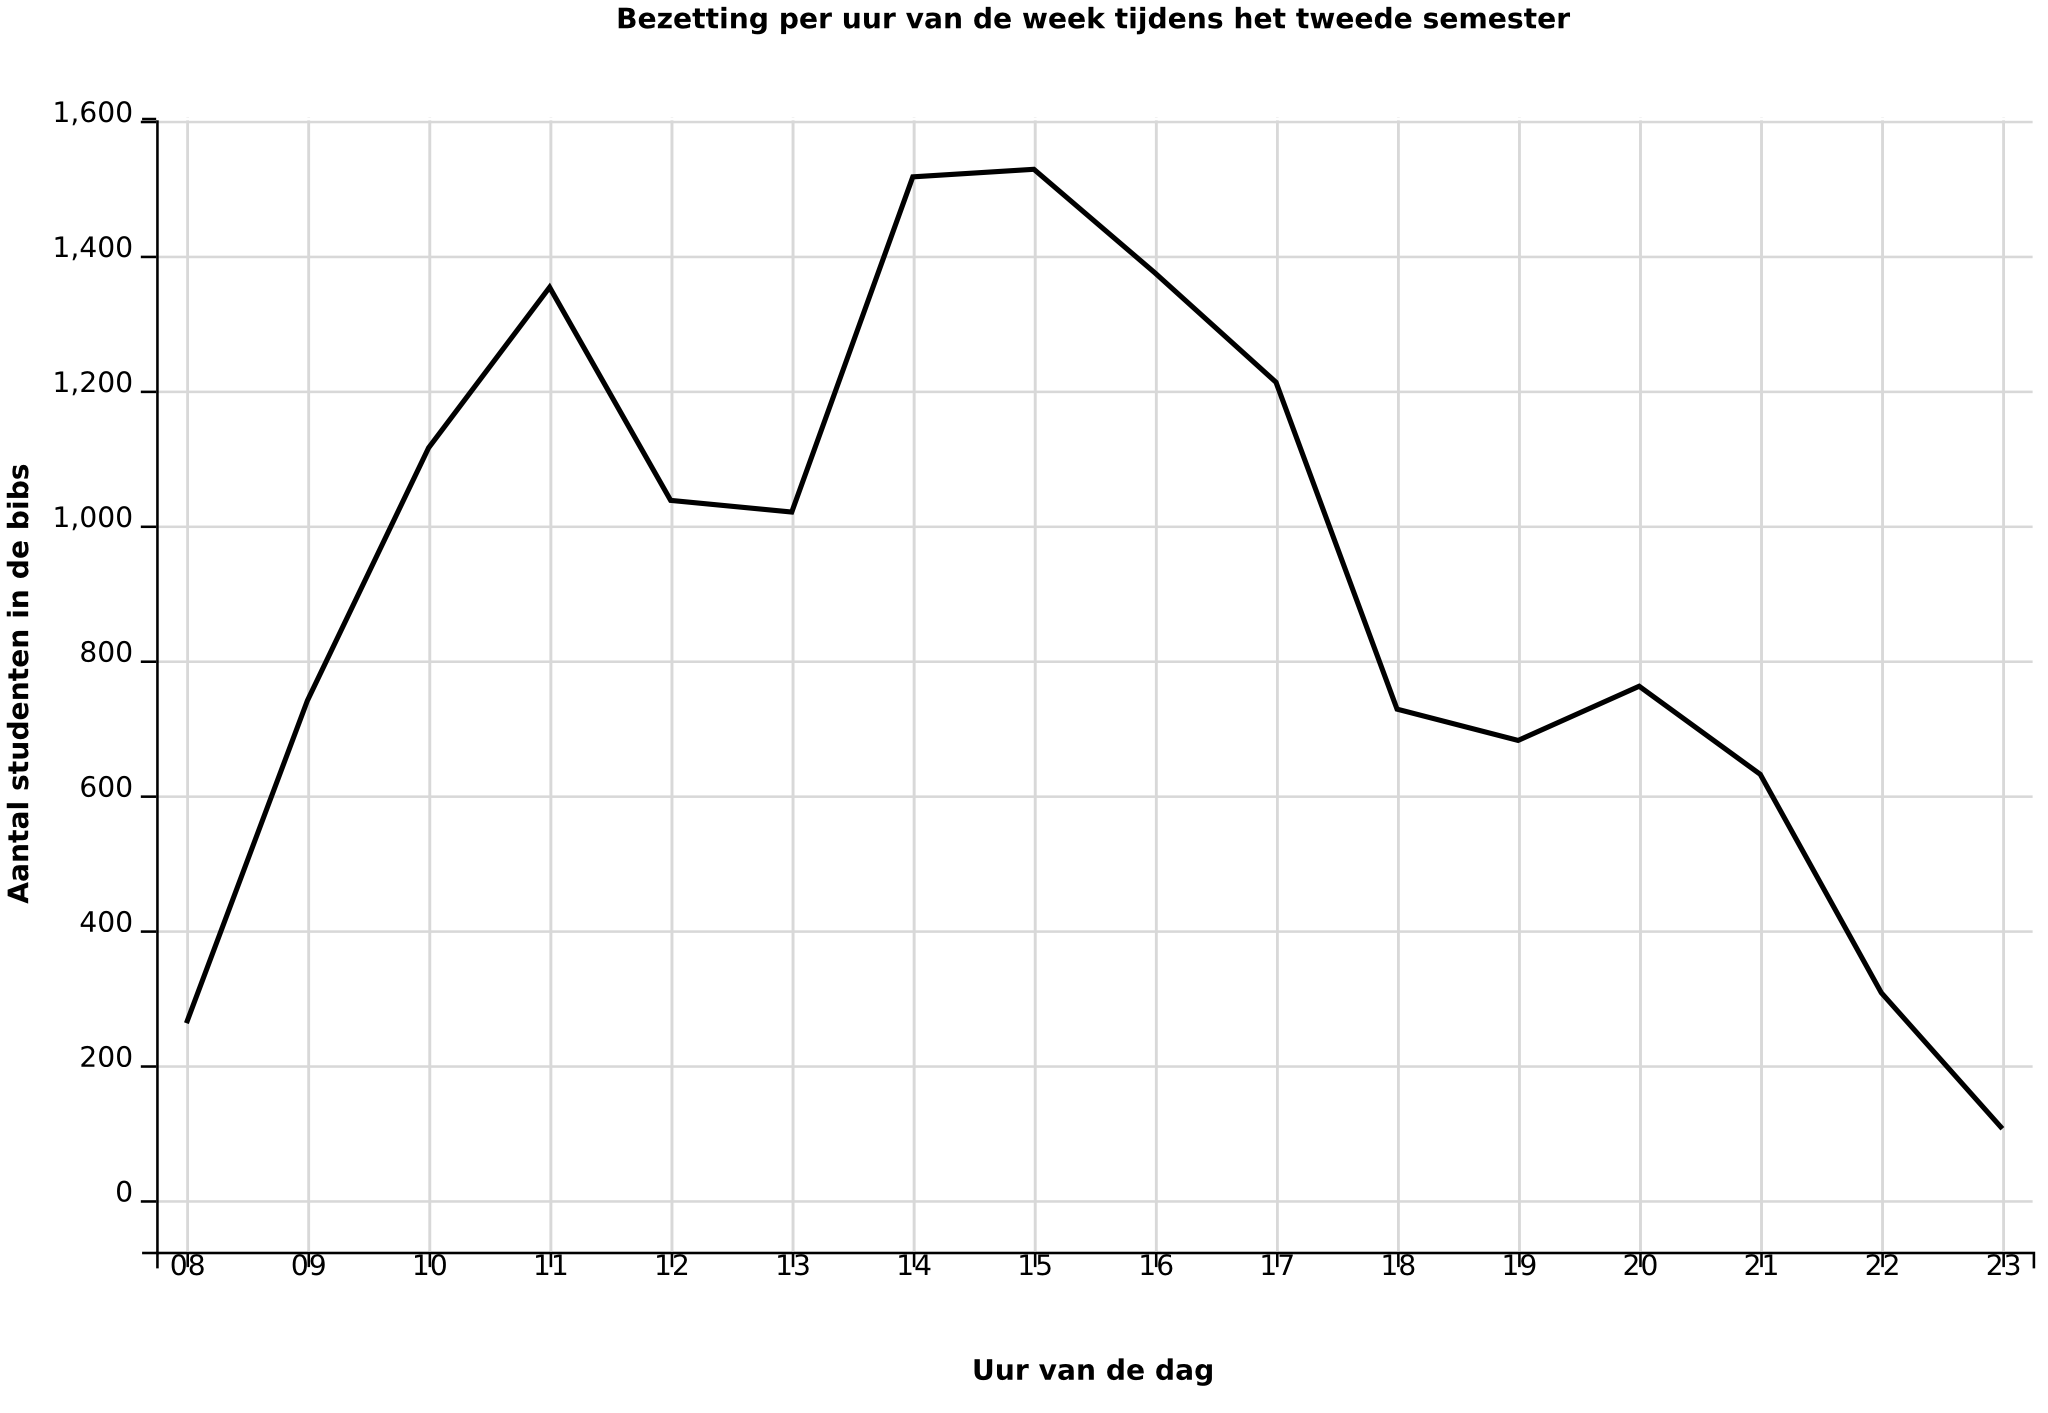 Bezetting per uur van de week tijdens het tweede semester
1,600
1,400
1,200
1,000
800
600
400
200
0
Aantal studenten in de bibs
08 09 10 11 12 13 14 15 16 17 18 19 20 21 22 23
Uur van de dag